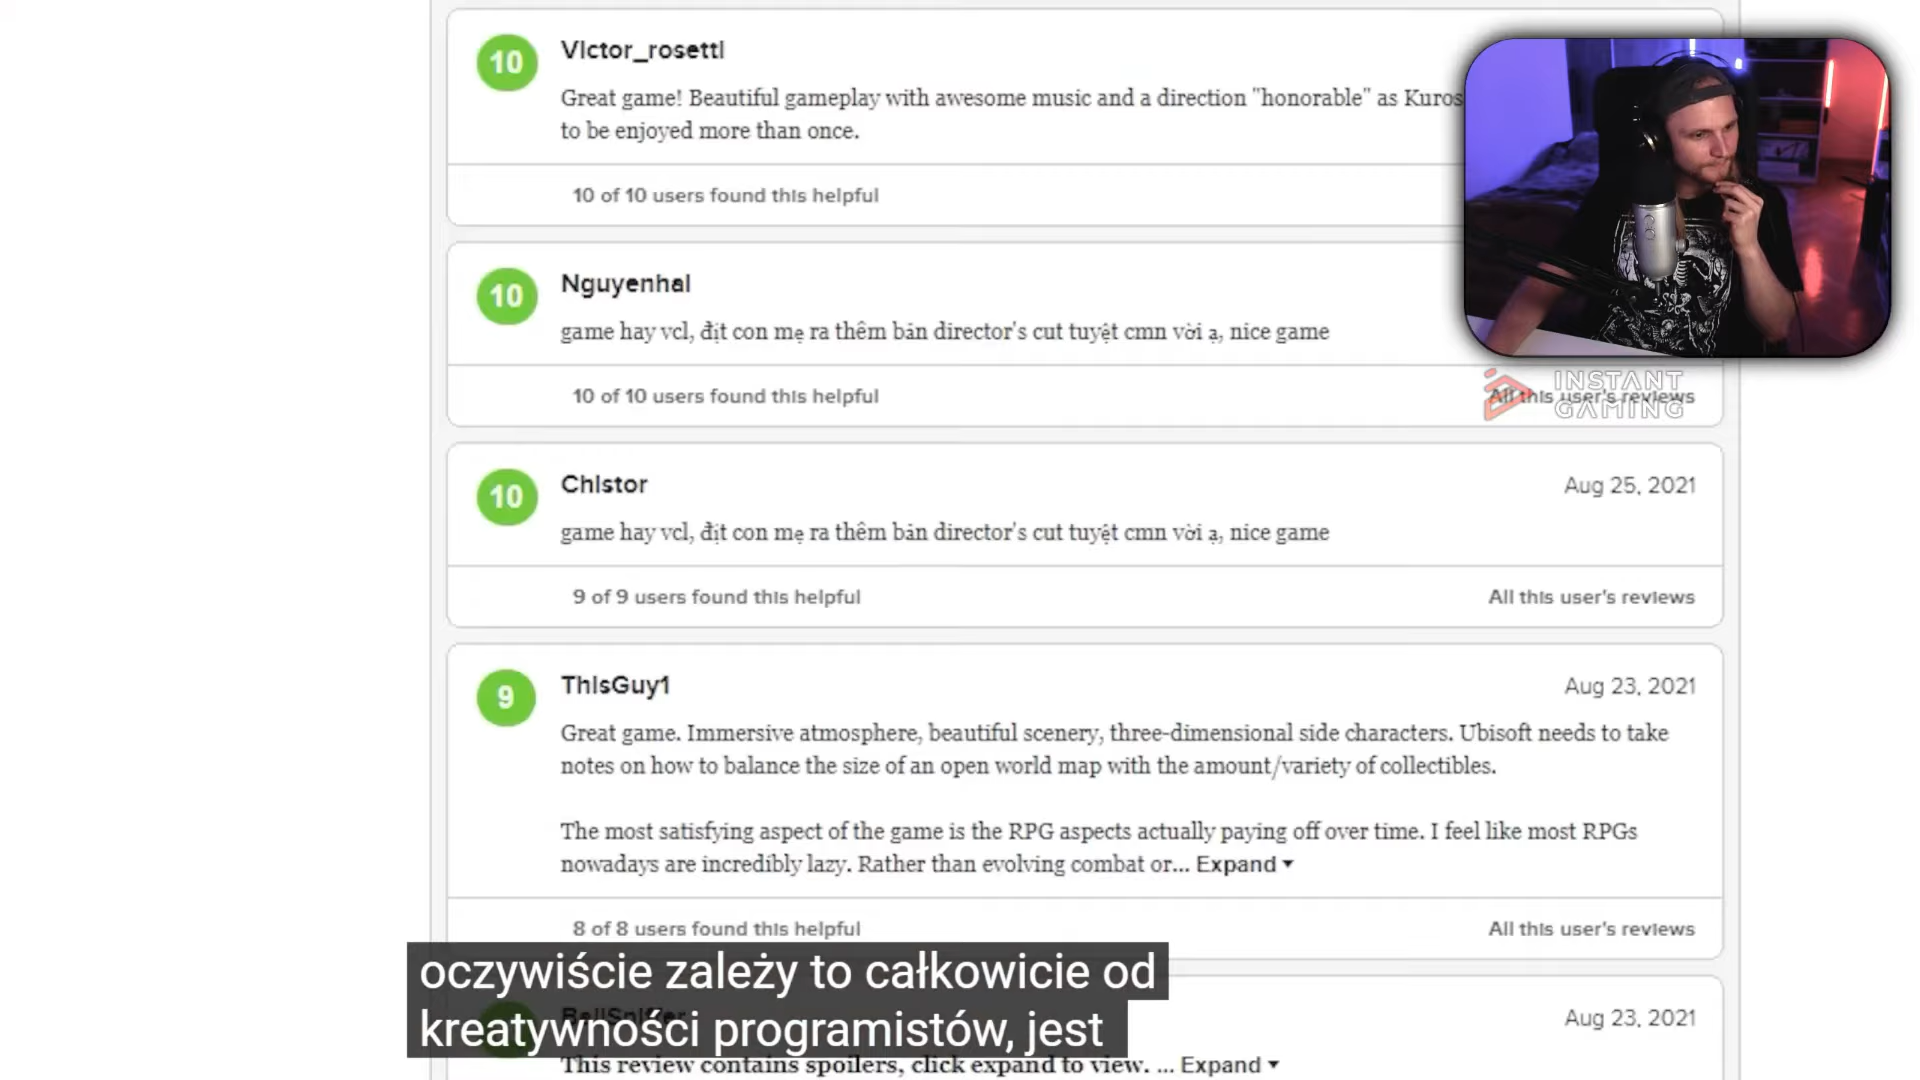 10
VIctor_rosettI
Great game! Beautiful gameplay with awesome music and a direction "honorable" as Kuros
to be enjoyed more than once.
10 of 10 users found this helpful
10
NguyenhaI
game hay vcl, địt con mẹ ra thêm bản director's cut tuyệt cmn vời ạ, nice game
10 of 10 users found this helpful
All this user's reviews
INSTANT
GAMING
10
ChIstor
Aug 25, 2021
game hay vcl, địt con mẹ ra thêm bản director's cut tuyệt cmn vời ạ, nice game
9 of 9 users found this helpful
All this user's reviews
9
ThIsGuy1
Aug 23, 2021
Great game. Immersive atmosphere, beautiful scenery, three-dimensional side characters. Ubisoft needs to take
notes on how to balance the size of an open world map with the amount/variety of collectibles.
The most satisfying aspect of the game is the RPG aspects actually paying off over time. I feel like most RPGs
nowadays are incredibly lazy. Rather than evolving combat or... Expand
8 of 8 users found this helpful
All this user's reviews
oczywiście zależy to całkowicie od
kreatywności programistów, jest
Aug 23, 2021
This review contains spoilers, click expand to view. ... Expand